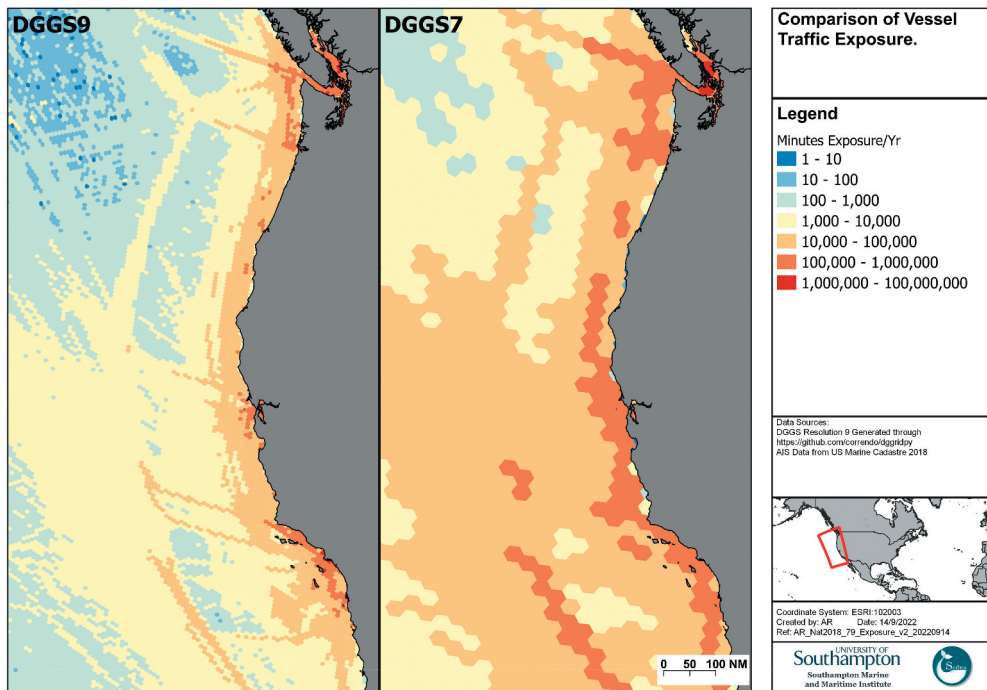 DGGS9
DGGS7
0 50 100 NM
Comparison of Vessel
Traffic Exposure.
Legend
Minutes Exposure/Yr
1 - 10
10 - 100
100 - 1,000
1,000 - 10,000
10,000 - 100,000
100,000 - 1,000,000
1,000,000 - 100,000,000
Data Sources:
DGGS Resolution 9 Generated through
https://github.com/correndo/dggridpy
AIS Data from US Marine Cadastre 2018
Coordinate System: ESRI:102003
Created by: AR Date: 14/9/2022
Ref: AR_Nat2018_79_Exposure_v2_20220914
UNIVERSITY OF
Southampton
Southampton Marine
and Maritime Institute